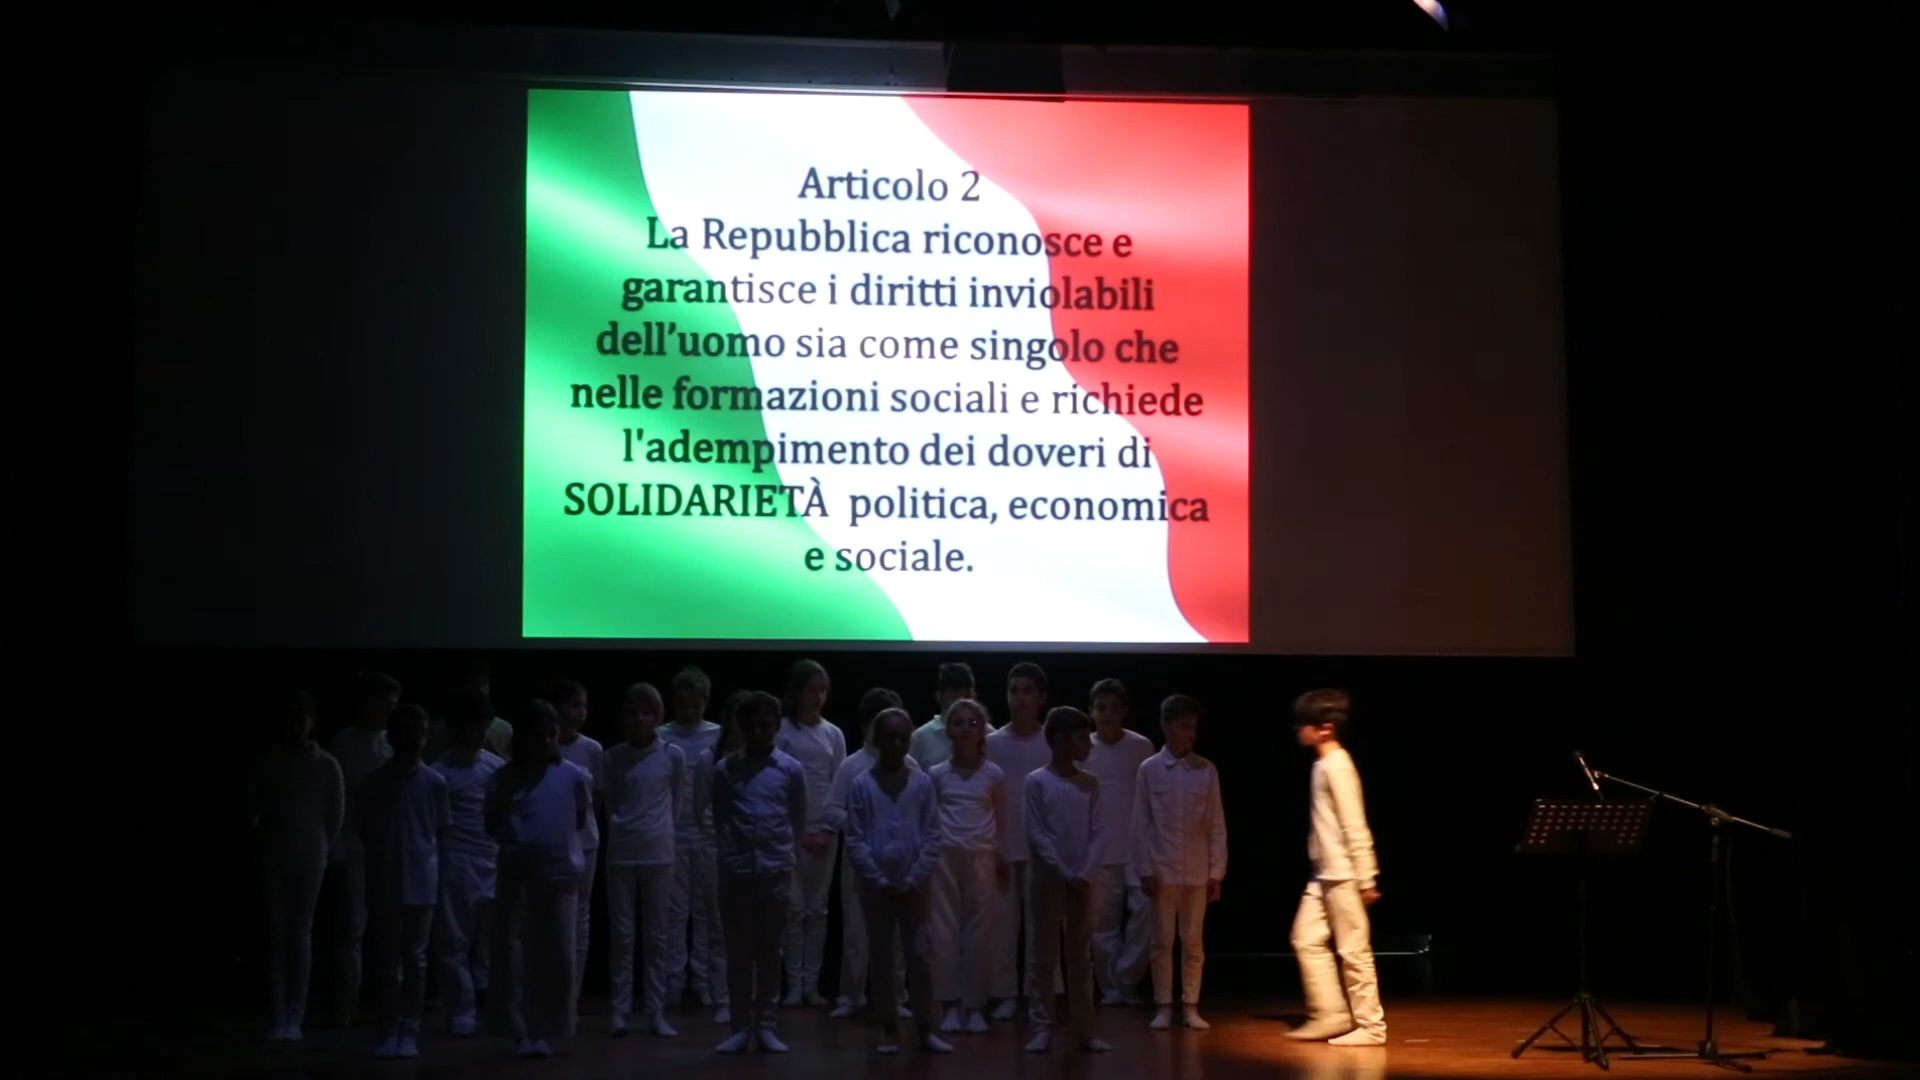 Articolo 2
La Repubblica riconosce e
garantisce i diritti inviolabili
dell’uomo sia come singolo che
nelle formazioni sociali e richiede
l'adempimento dei doveri di
SOLIDARIETÀ politica, economica
e sociale.